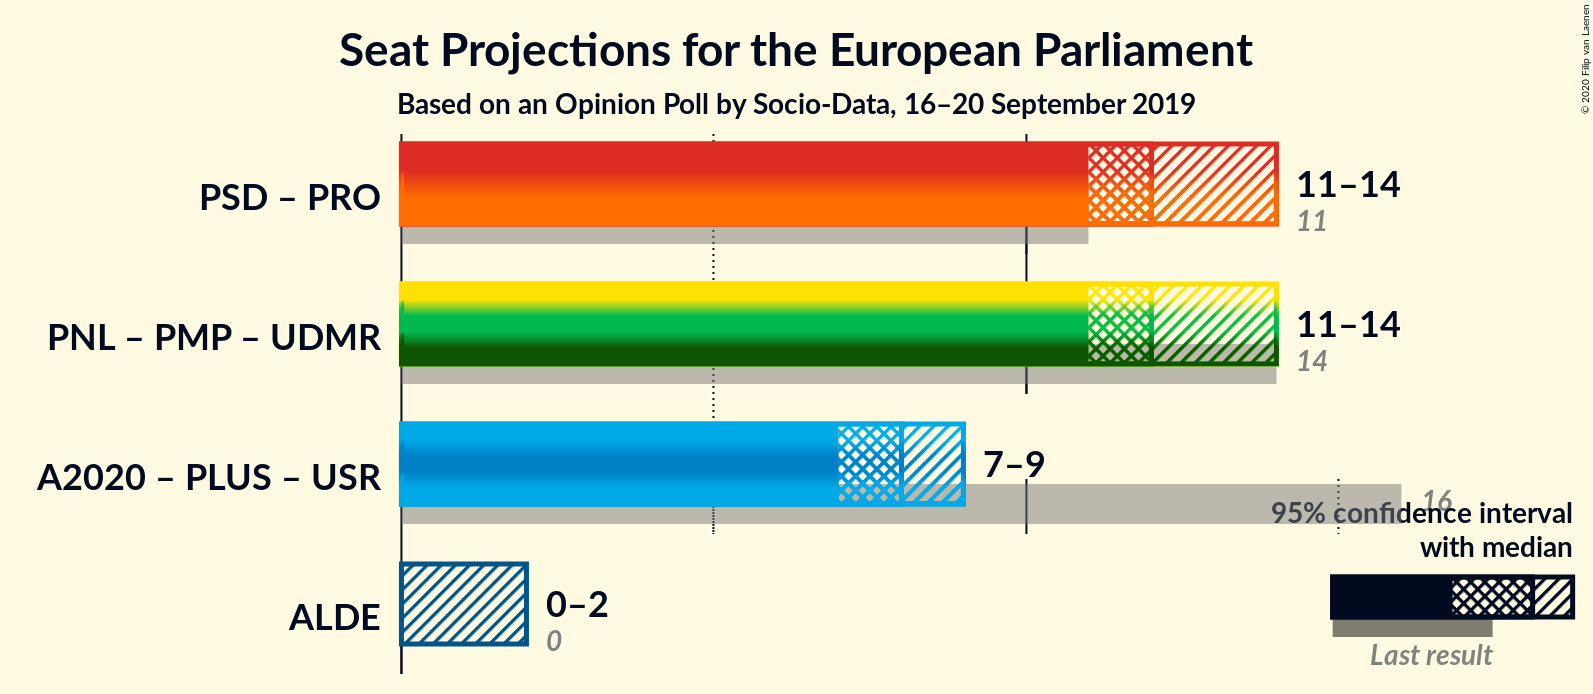 Seat Projections for the European Parliament
Based on an Opinion Poll by Socio-Data, 16–20 September 2019
© 2020 Filip van Laenen
PSD – PRO
11–14
11
PNL – PMP – UDMR
11–14
14
A2020 – PLUS – USR
7–9
16
ALDE
0–2
0
95% confidence interval
with median
Last result